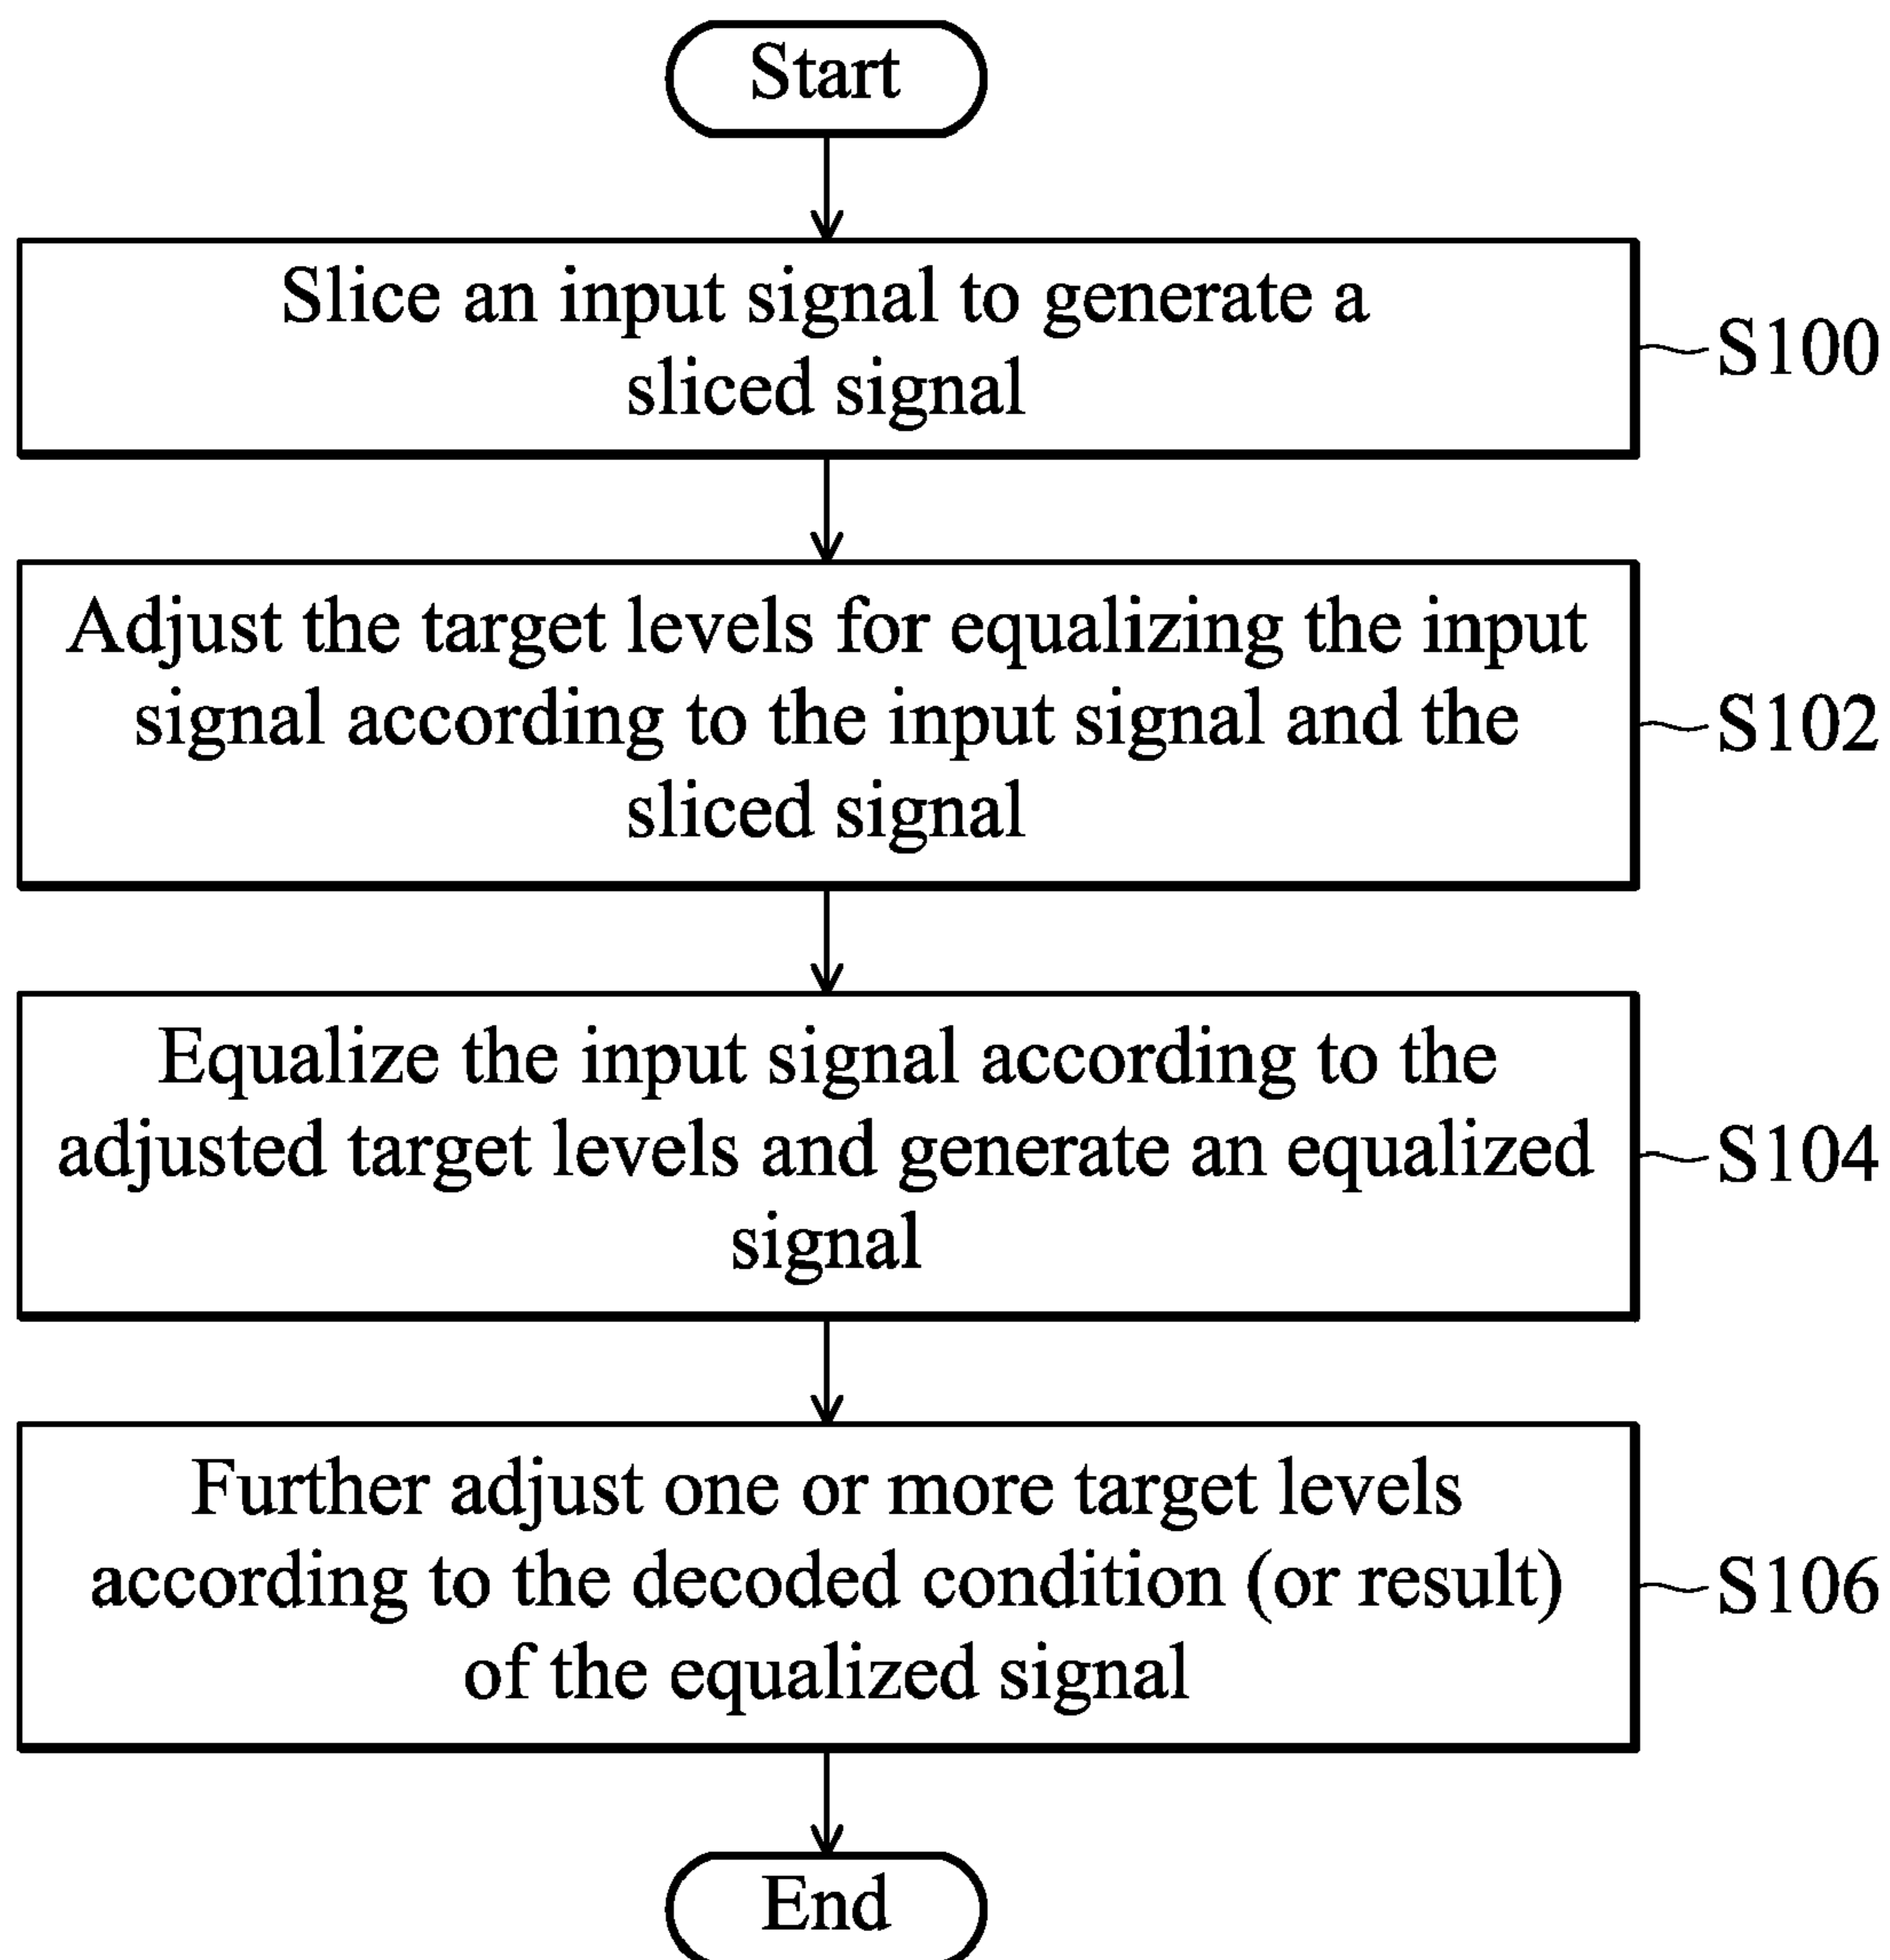 Start
Slice an input signal to generate a
sliced signal
S100
Adjust the target levels for equalizing the input
signal according to the input signal and the
sliced signal
S102
Equalize the input signal according to the
adjusted target levels and generate an equalized
signal
S104
Further adjust one or more target levels
according to the decoded condition (or result)
of the equalized signal
S106
End